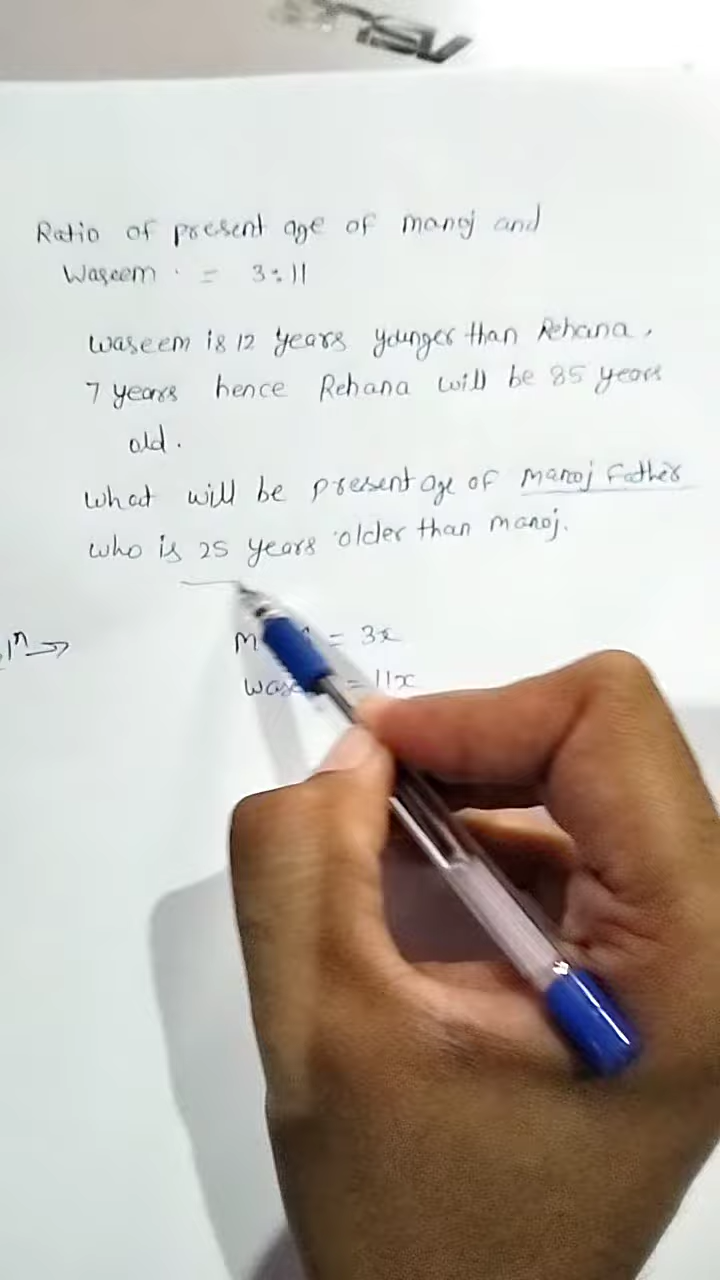 Ratio of present age of manoj and
Waseem = 3:11
waseem is 12 years younger than Rehana,
7 years hence Rehana will be 85 years
old.
What will be present age of manoj Father
who is 25 years older than manoj.
= 3x
= 11x